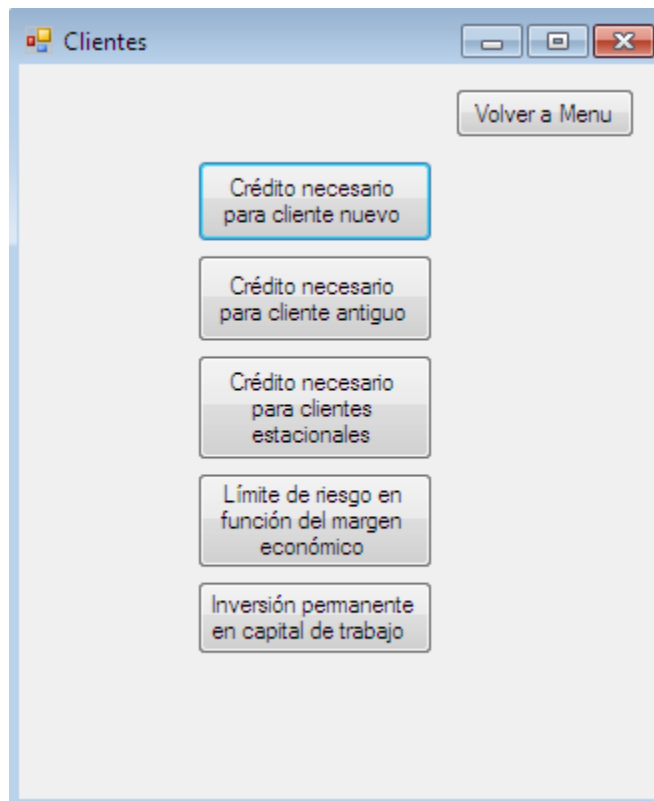 Clientes
Volver a Menu
Crédito necesario
para cliente nuevo
Crédito necesario
para cliente antiguo
Crédito necesario
para clientes
estacionales
Límite de riesgo en
función del margen
económico
Inversión permanente
en capital de trabajo